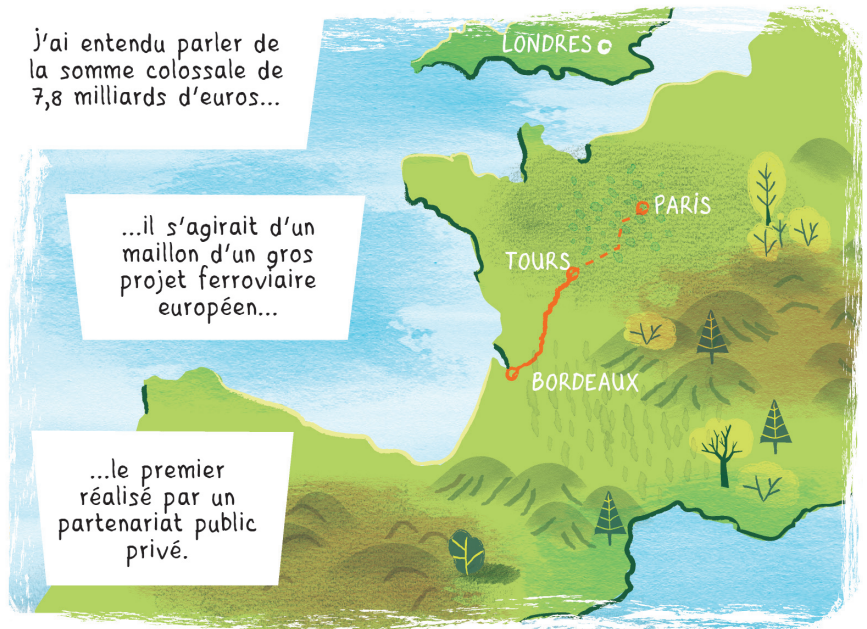 j'ai entendu parler de
la somme colossale de
7,8 milliards d'euros...
LONDRES
...il s'agirait d'un
maillon d'un gros
projet ferroviaire
européen...
PARIS
TOURS
BORDEAUX
...le premier
réalisé par un
partenariat public
privé.